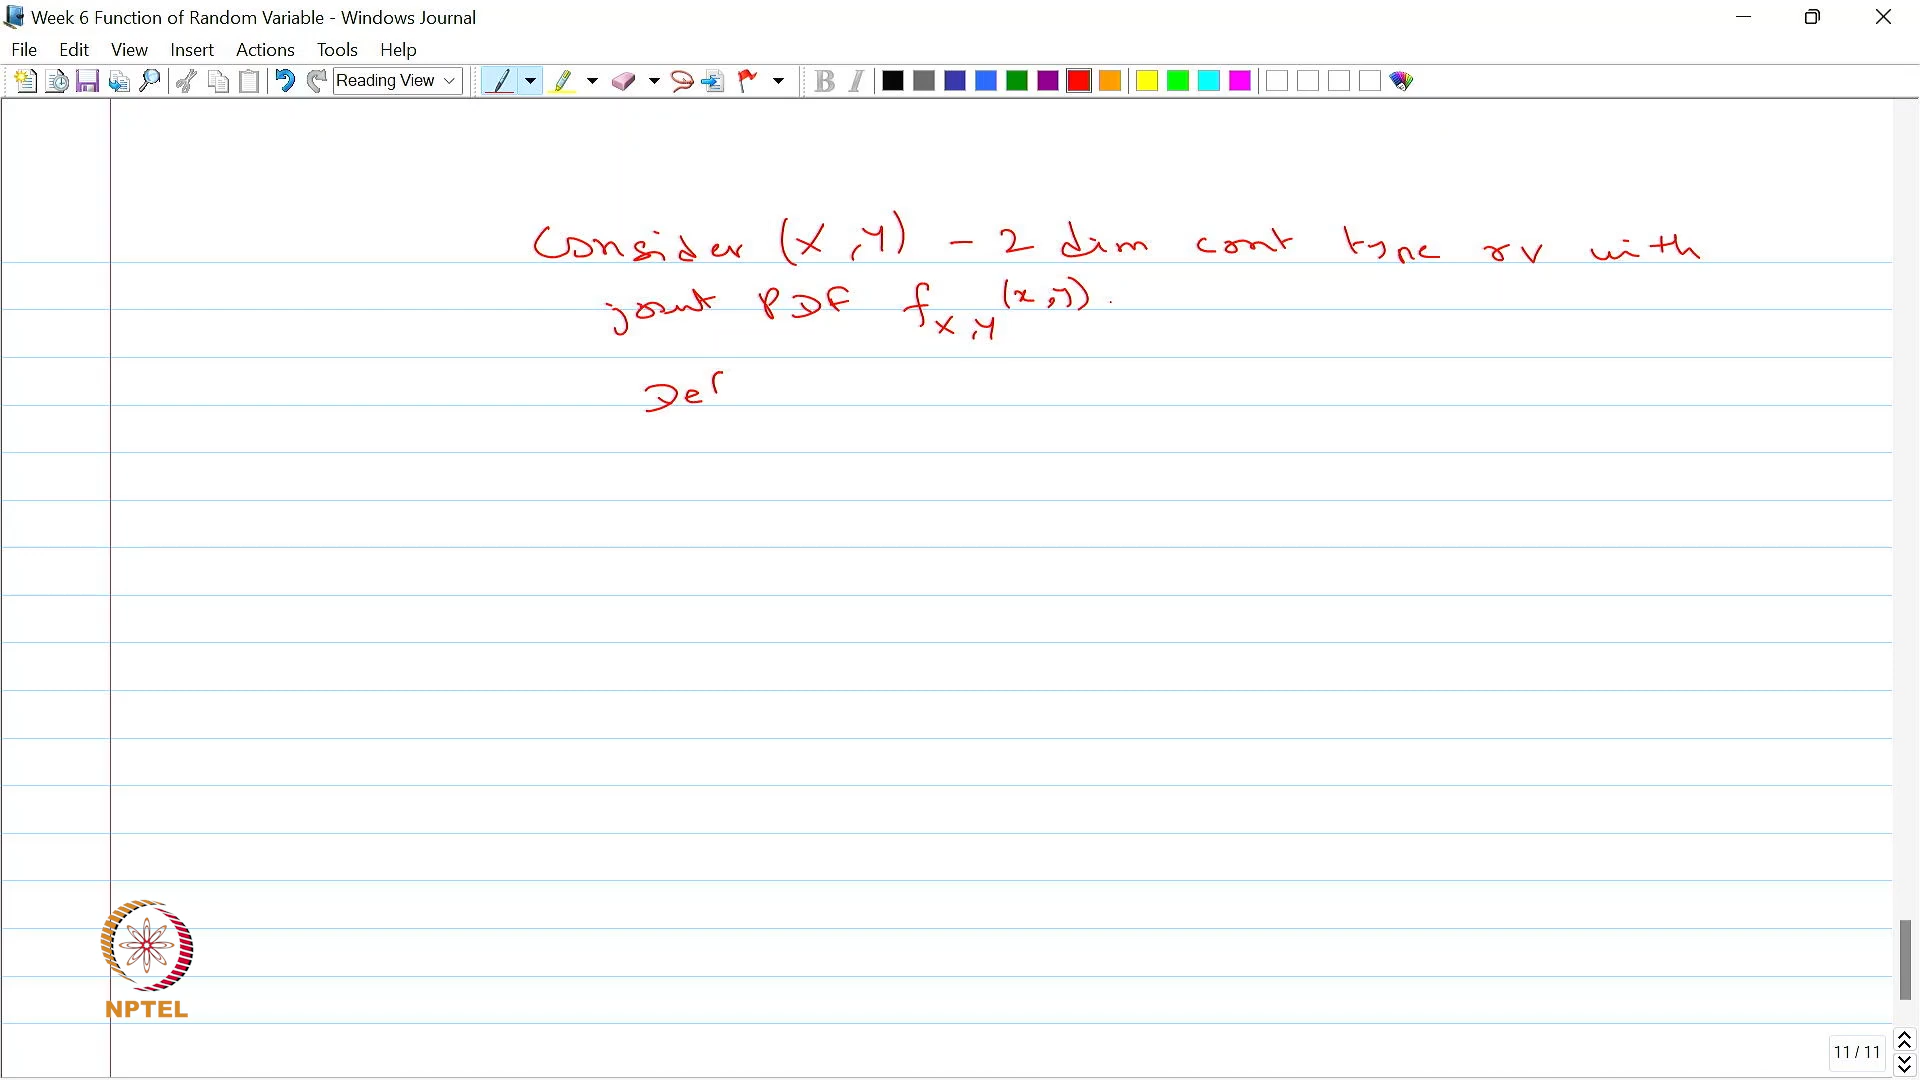 Week 6 Function of Random Variable - Windows Journal
File Edit View Insert Actions Tools Help
Reading View B I
Consider (X, Y) - 2 dim cont type rv with
joint PDF f_{X,Y}(x,y).
Def
NPTEL
11 / 11